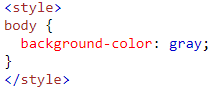 <style>
body {
  background-color: gray;
}
</style>